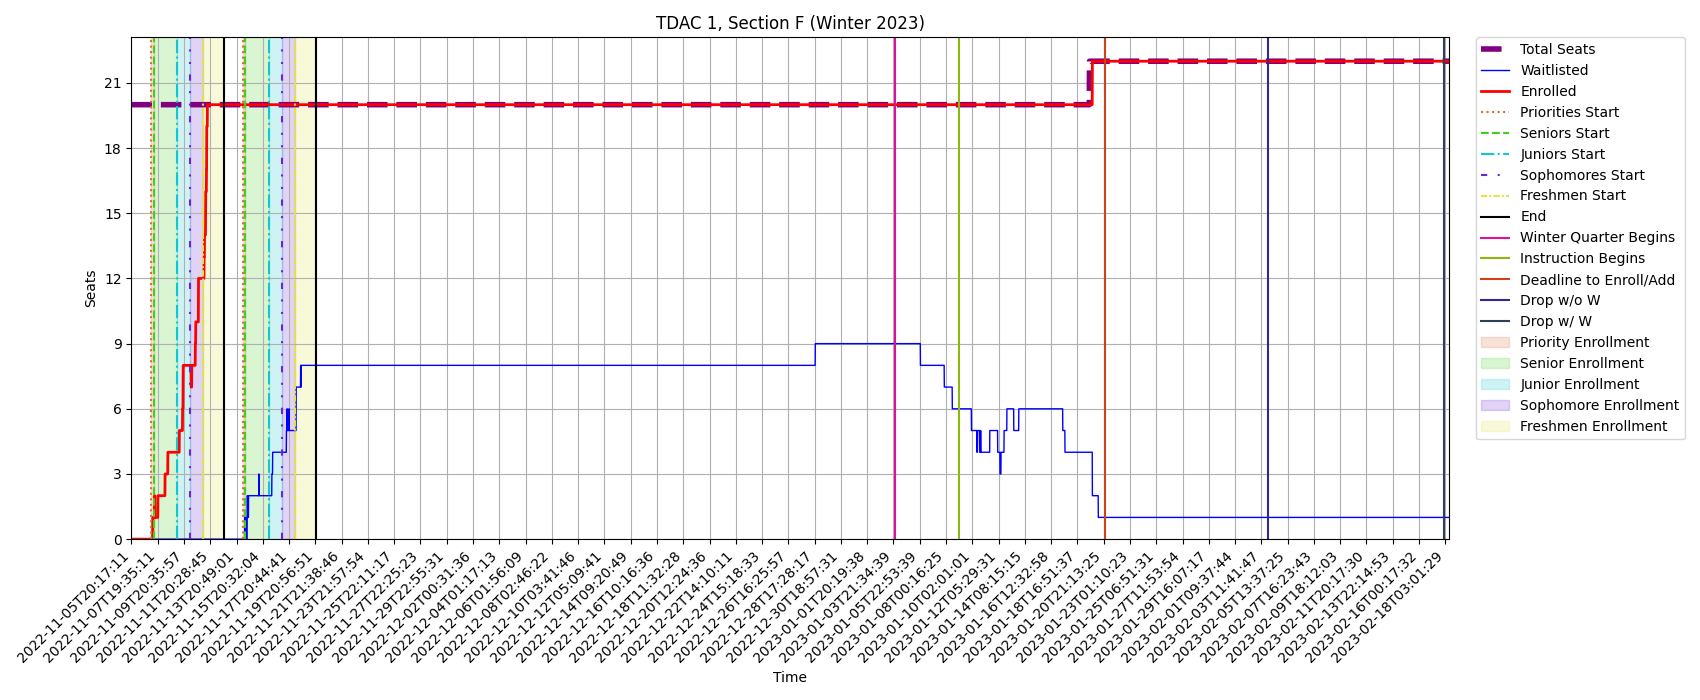 TDAC 1, Section F (Winter 2023)
Seats
21
18
15
12
9
6
3
0
2022-11-05T20:17:11
2022-11-07T19:35:11
2022-11-09T20:35:57
2022-11-11T20:28:45
2022-11-13T20:49:01
2022-11-15T20:32:04
2022-11-17T20:44:41
2022-11-19T20:56:51
2022-11-21T21:38:46
2022-11-23T21:57:54
2022-11-25T22:11:17
2022-11-27T22:25:23
2022-11-29T22:55:31
2022-12-02T00:31:36
2022-12-04T01:17:13
2022-12-06T01:56:09
2022-12-08T02:46:22
2022-12-10T03:41:46
2022-12-12T05:09:41
2022-12-14T09:20:49
2022-12-16T10:16:36
2022-12-18T11:32:28
2022-12-20T12:24:36
2022-12-22T14:10:11
2022-12-24T15:18:33
2022-12-26T16:25:57
2022-12-28T17:28:17
2022-12-30T18:57:31
2023-01-01T20:19:38
2023-01-03T21:34:39
2023-01-05T22:53:39
2023-01-08T00:16:25
2023-01-10T02:01:01
2023-01-12T05:29:31
2023-01-14T08:15:15
2023-01-16T12:32:58
2023-01-18T16:51:37
2023-01-20T21:13:25
2023-01-23T01:10:23
2023-01-25T06:51:31
2023-01-27T11:53:54
2023-01-29T16:07:17
2023-02-01T09:37:44
2023-02-03T11:41:47
2023-02-05T13:37:25
2023-02-07T16:23:43
2023-02-09T18:12:03
2023-02-11T20:17:30
2023-02-13T22:14:53
2023-02-16T00:17:32
2023-02-18T03:01:29
Time
Total Seats
Waitlisted
Enrolled
Priorities Start
Seniors Start
Juniors Start
Sophomores Start
Freshmen Start
End
Winter Quarter Begins
Instruction Begins
Deadline to Enroll/Add
Drop w/o W
Drop w/ W
Priority Enrollment
Senior Enrollment
Junior Enrollment
Sophomore Enrollment
Freshmen Enrollment